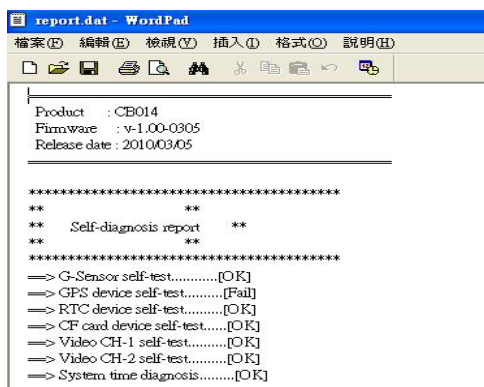 report.dat - WordPad
檔案(F) 編輯(E) 檢視(V) 插入(I) 格式(O) 說明(H)
Product : CB014
Firmware : v-1.00-0305
Release date : 2010/03/05
****************************************
** **
** Self-diagnosis report **
** **
****************************************
==> G-Sensor self-test...........[OK]
==> GPS device self-test.........[Fail]
==> RTC device self-test.........[OK]
==> CF card device self-test.....[OK]
==> Video CH-1 self-test.........[OK]
==> Video CH-2 self-test.........[OK]
==> System time diagnosis.........[OK]